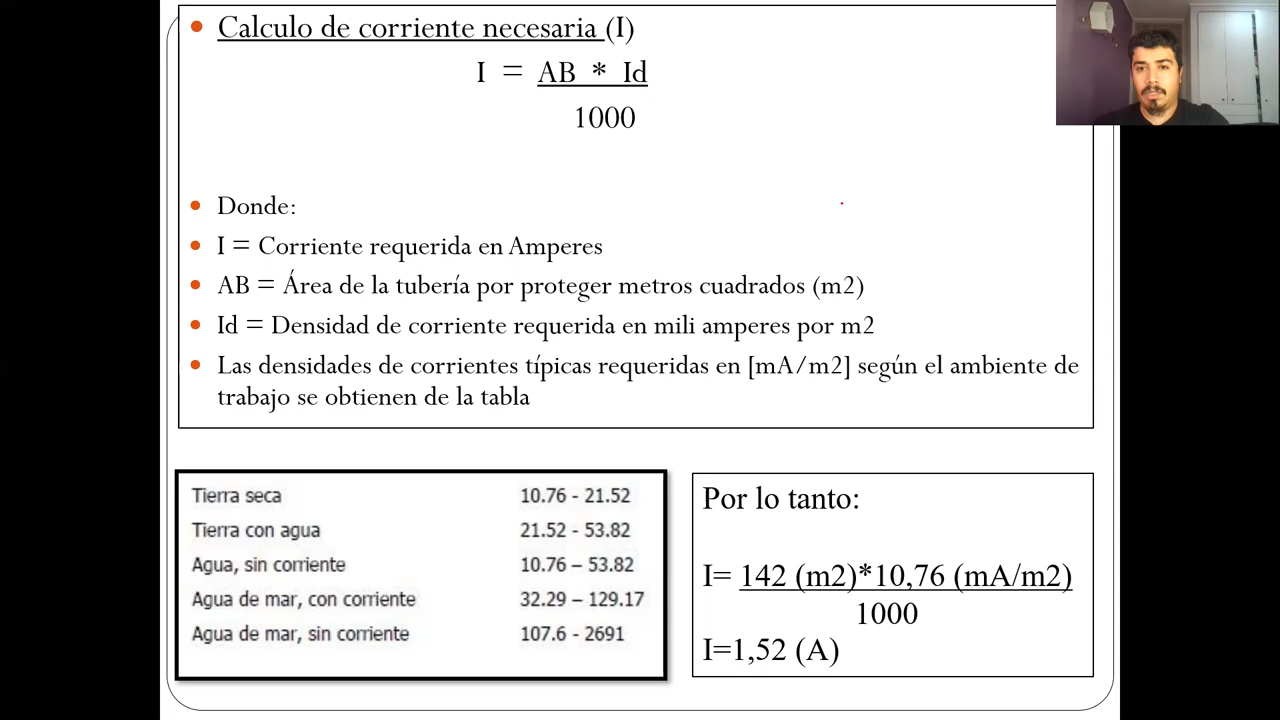 Calculo de corriente necesaria (I)
I = AB * Id
1000
Donde:
I = Corriente requerida en Amperes
AB = Área de la tubería por proteger metros cuadrados (m2)
Id = Densidad de corriente requerida en mili amperes por m2
Las densidades de corrientes típicas requeridas en [mA/m2] según el ambiente de
trabajo se obtienen de la tabla
Tierra seca 10.76 - 21.52
Tierra con agua 21.52 - 53.82
Agua, sin corriente 10.76 – 53.82
Agua de mar, con corriente 32.29 – 129.17
Agua de mar, sin corriente 107.6 - 2691
Por lo tanto:
I= 142 (m2)*10,76 (mA/m2)
1000
I=1,52 (A)